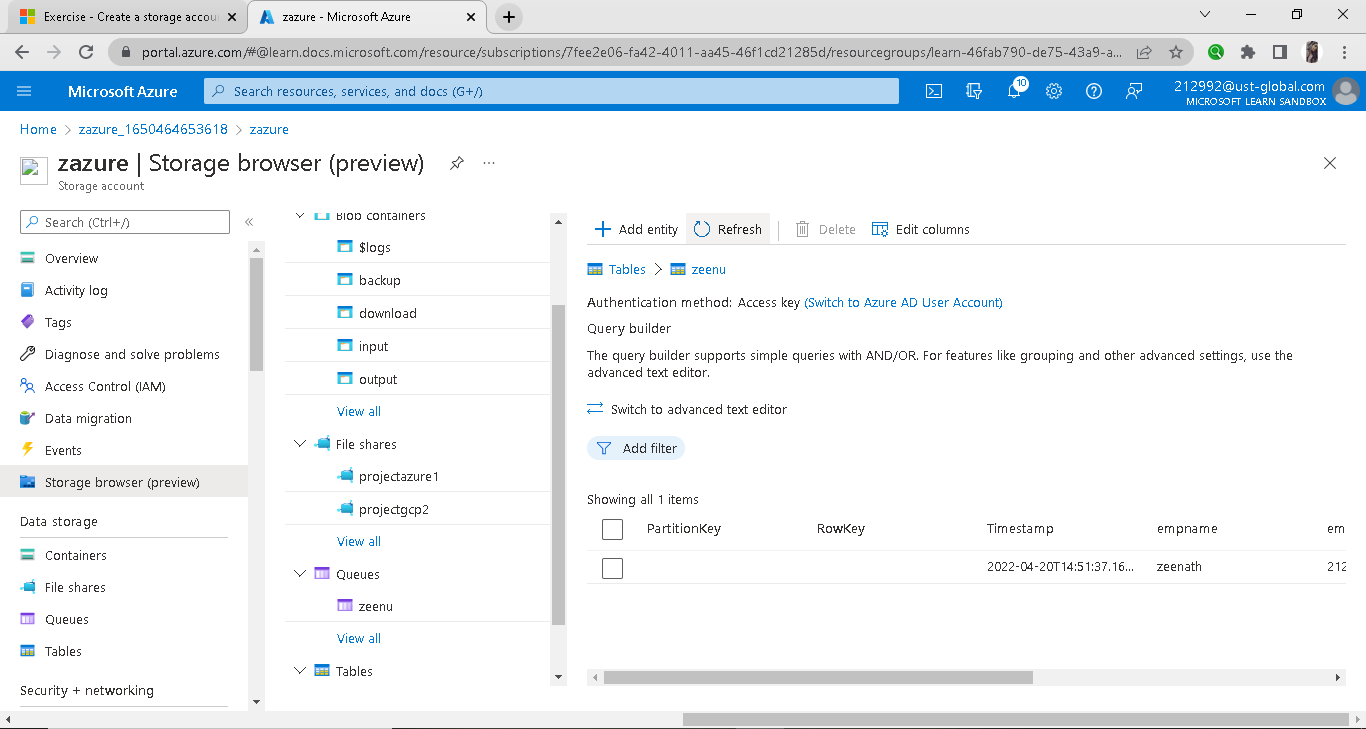 Exercise - Create a storage accou
zazure - Microsoft Azure
portal.azure.com/#@learn.docs.microsoft.com/resource/subscriptions/7fee2e06-fa42-4011-aa45-46f1cd21285d/resourcegroups/learn-46fab790-de75-43a9-a...
Microsoft Azure
Search resources, services, and docs (G+/)
10
212992@ust-global.com
MICROSOFT LEARN SANDBOX
Home > zazure_1650464653618 > zazure
zazure | Storage browser (preview)
Storage account
Search (Ctrl+/)
Overview
Activity log
Tags
Diagnose and solve problems
Access Control (IAM)
Data migration
Events
Storage browser (preview)
Data storage
Containers
File shares
Queues
Tables
Security + networking
Blob containers
$logs
backup
download
input
output
View all
File shares
projectazure1
projectgcp2
View all
Queues
zeenu
View all
Tables
Add entity
Refresh
Delete
Edit columns
Tables > zeenu
Authentication method: Access key (Switch to Azure AD User Account)
Query builder
The query builder supports simple queries with AND/OR. For features like grouping and other advanced settings, use the
advanced text editor.
Switch to advanced text editor
Add filter
Showing all 1 items
PartitionKey RowKey Timestamp empname em
2022-04-20T14:51:37.16... zeenath 212